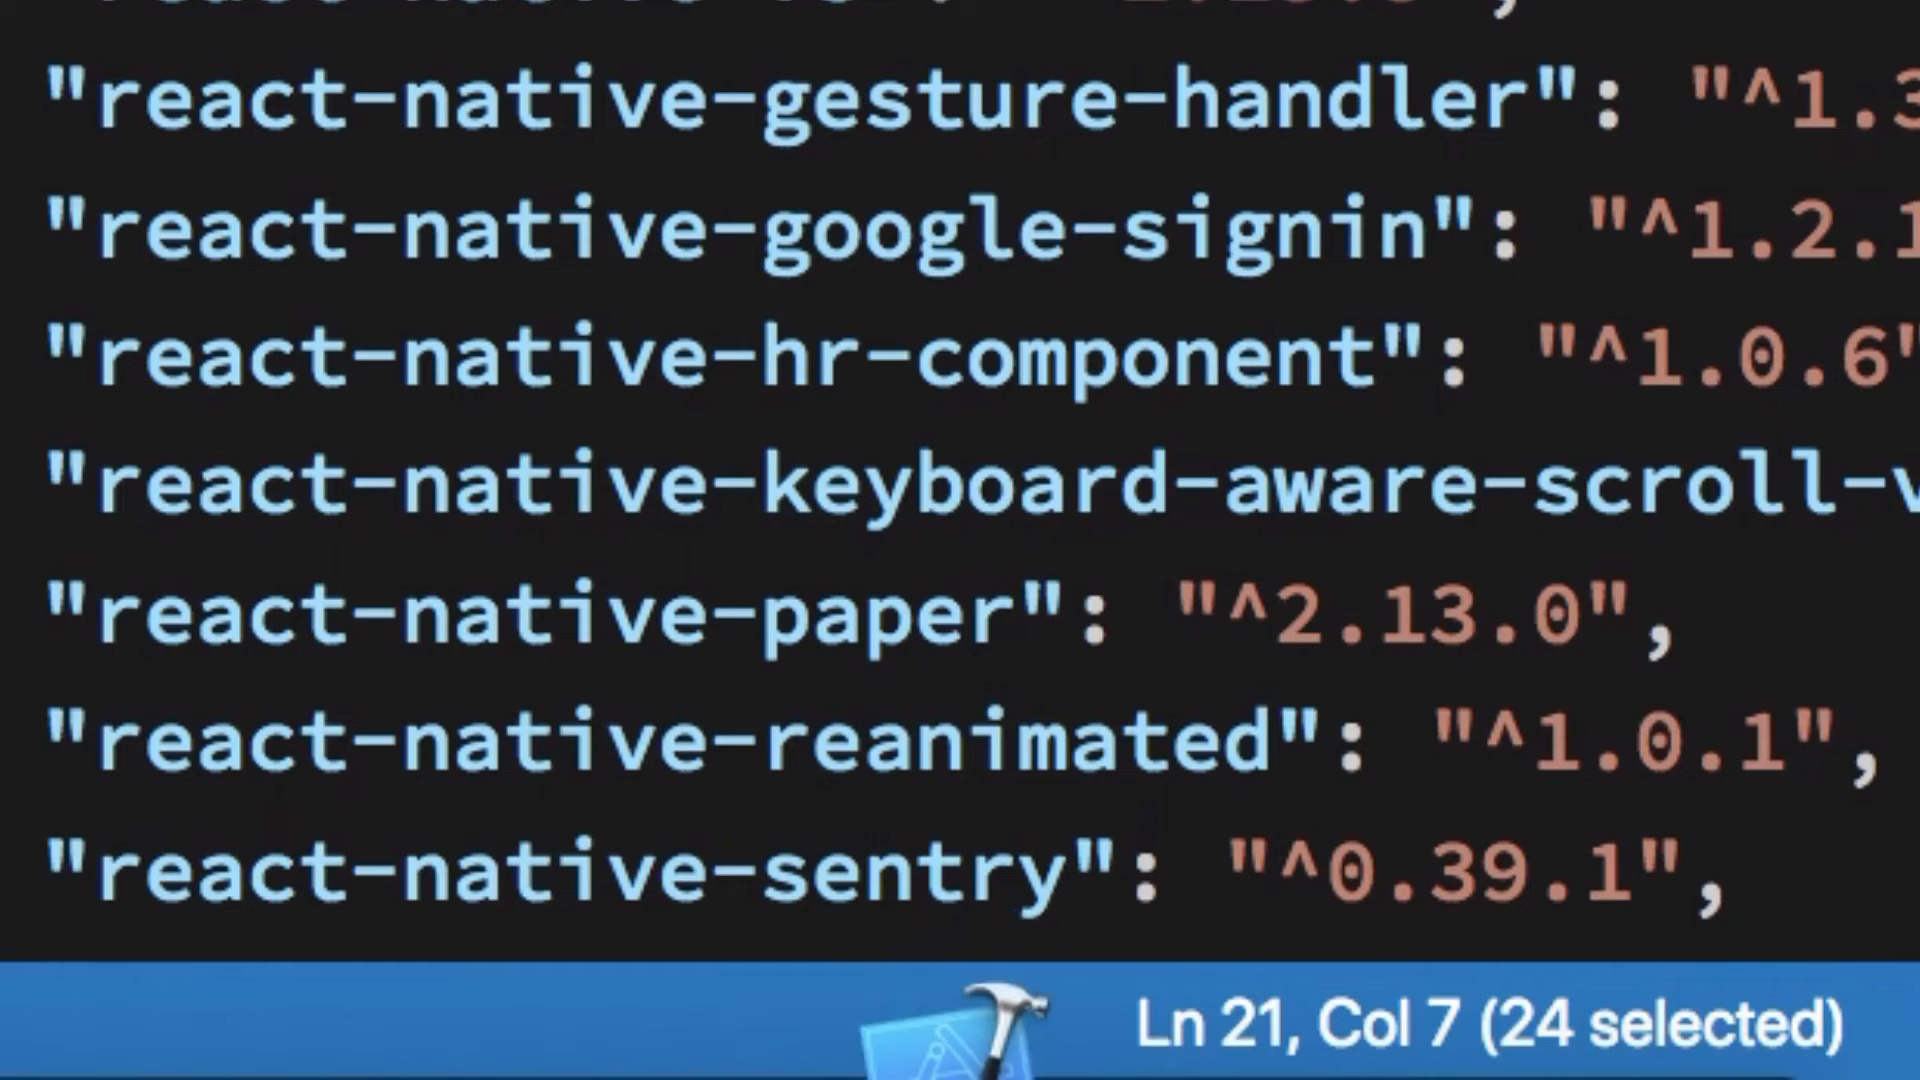 "react-native-gesture-handler": "^1.3
"react-native-google-signin": "^1.2.1
"react-native-hr-component": "^1.0.6"
"react-native-keyboard-aware-scroll-v
"react-native-paper": "^2.13.0",
"react-native-reanimated": "^1.0.1",
"react-native-sentry": "^0.39.1",
Ln 21, Col 7 (24 selected)